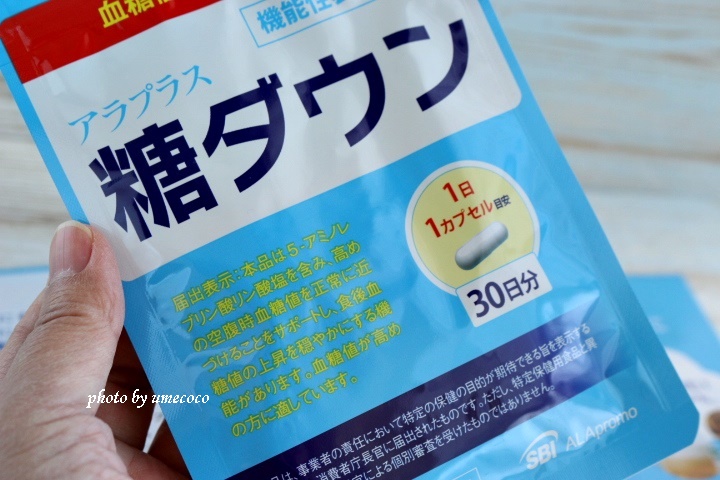 血糖
機能性
アラプラス
糖ダウン
1日
1カプセル目安
30日分
届出表示:本品は5-アミノレ
ブリン酸リン酸塩を含み、高め
の空腹時血糖値を正常に近
づけることをサポートし、食後血
糖値の上昇を穏やかにする機
能があります。血糖値が高め
の方に適しています。
品は、事業者の責任において特定の保健の目的が期待できる旨を表示する
消費者庁長官に届出されたものです。ただし、特定保健用食品と異
による個別審査を受けたものではありません。
SBI ALApromo
photo by umecoco